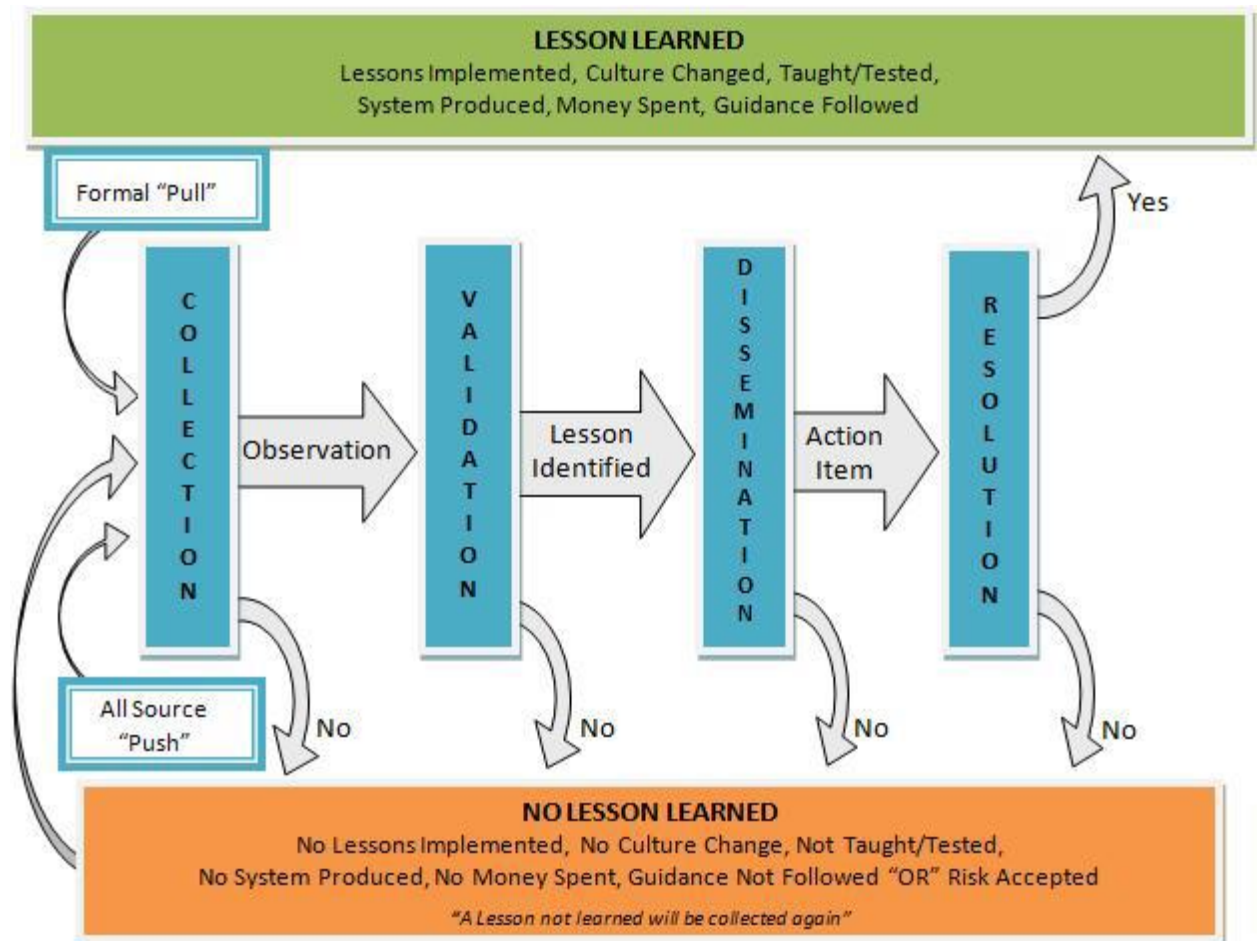 LESSON LEARNED
Lessons Implemented, Culture Changed, Taught/Tested,
System Produced, Money Spent, Guidance Followed
Formal “Pull”
Yes
COLLECTION
Observation
VALIDATION
Lesson
Identified
DISSEMINATION
Action
Item
RESOLUTION
All Source
“Push”
No
No
No
No
NO LESSON LEARNED
No Lessons Implemented, No Culture Change, Not Taught/Tested,
No System Produced, No Money Spent, Guidance Not Followed “OR” Risk Accepted
“A Lesson not learned will be collected again”